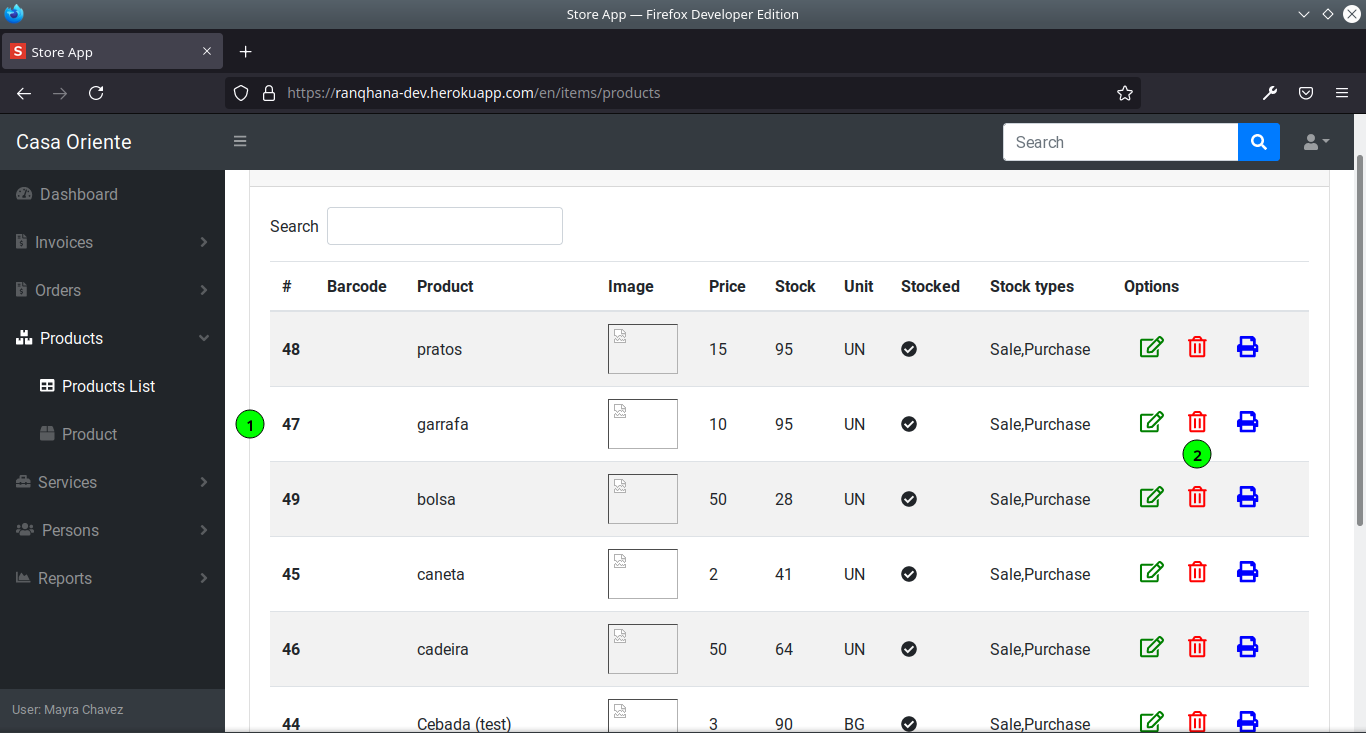 Store App — Firefox Developer Edition
S Store App
https://ranqhana-dev.herokuapp.com/en/items/products
Casa Oriente
Search
Dashboard
Invoices
Orders
Products
Products List
Product
Services
Persons
Reports
User: Mayra Chavez
Search
# Barcode Product Image Price Stock Unit Stocked Stock types Options
48 pratos 15 95 UN Sale,Purchase
1 47 garrafa 10 95 UN Sale,Purchase
2
49 bolsa 50 28 UN Sale,Purchase
45 caneta 2 41 UN Sale,Purchase
46 cadeira 50 64 UN Sale,Purchase
44 Cebada (test) 3 90 BG Sale,Purchase